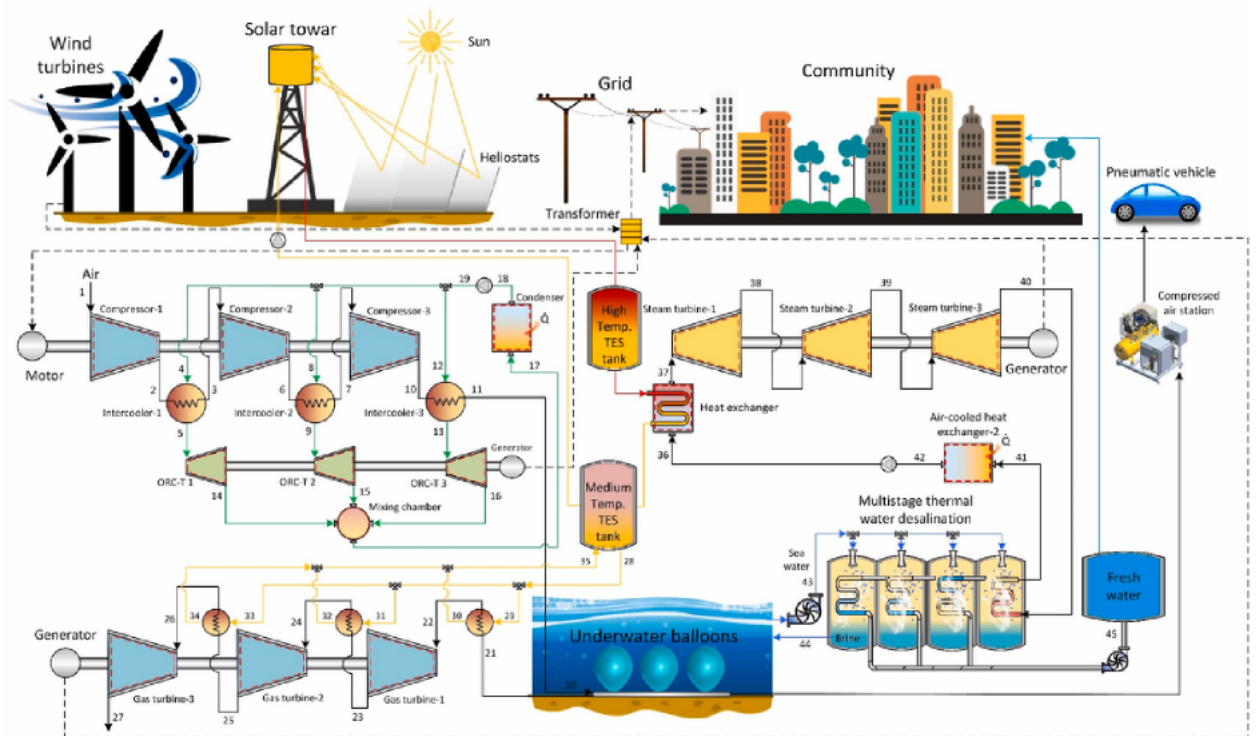 Wind
turbines
Solar towar
Sun
Heliostats
Grid
Community
Pneumatic vehicle
Transformer
Air
1
Compressor-1
Compressor-2
Compressor-3
19
18
Condenser
Q̇
17
Motor
2
3
4
6
7
8
10
11
12
Intercooler-1
Intercooler-2
Intercooler-3
5
9
13
ORC-T 1
ORC-T 2
ORC-T 3
Generator
14
15
16
Mixing chamber
High
Temp.
TES
tank
Steam turbine-1
Steam turbine-2
Steam turbine-3
38
39
40
Generator
37
Heat exchanger
36
Air-cooled heat
exchanger-2
Q̇
42
41
Compressed
air station
Medium
Temp.
TES
tank
35
28
Multistage thermal
water desalination
Sea
water
43
44
Brine
Fresh
water
45
Underwater balloons
20
Generator
26
34
33
24
32
31
22
30
29
21
Gas turbine-3
Gas turbine-2
Gas turbine-1
27
25
23